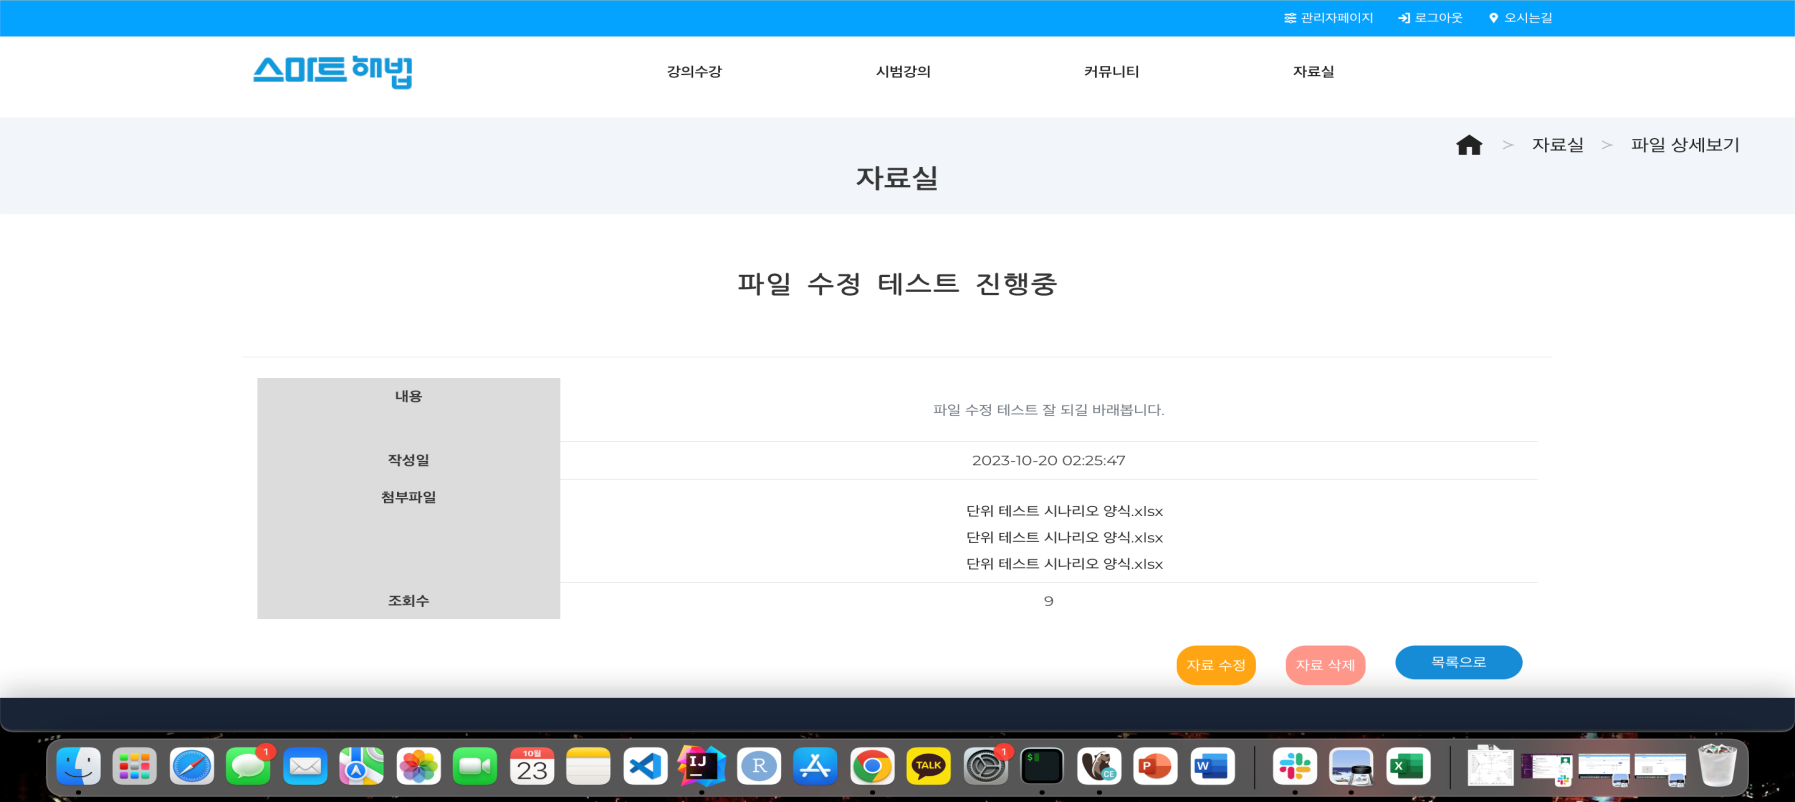 관리자페이지 로그아웃 오시는길
스마트해법 강의수강 시범강의 커뮤니티 자료실
> 자료실 > 파일 상세보기
자료실
파일 수정 테스트 진행중
내용
파일 수정 테스트 잘 되길 바래봅니다.
작성일 2023-10-20 02:25:47
첨부파일
단위 테스트 시나리오 양식.xlsx
단위 테스트 시나리오 양식.xlsx
단위 테스트 시나리오 양식.xlsx
조회수 9
자료 수정 자료 삭제 목록으로
1 10월 23 IJ R TALK 1 $ CE P W X